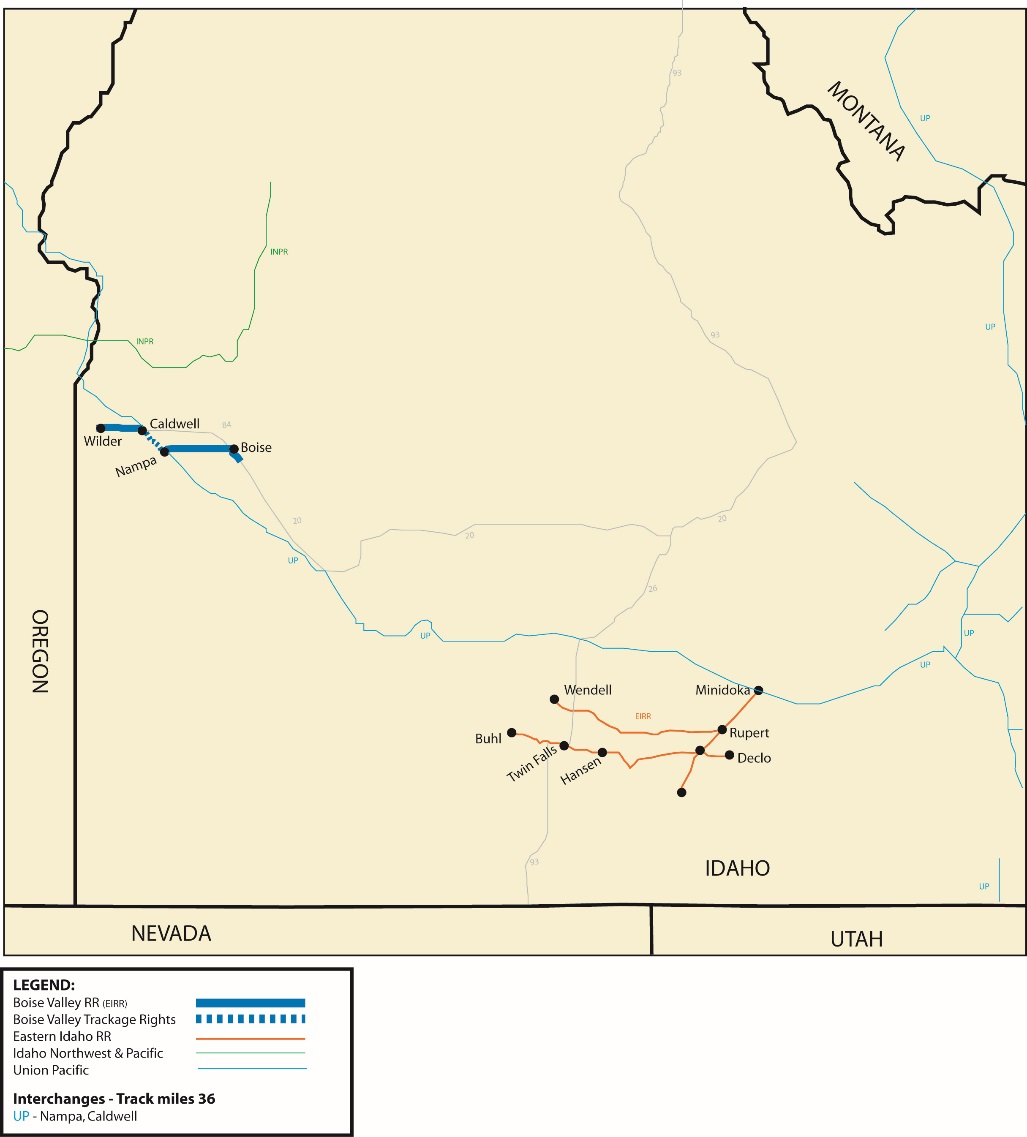 93
MONTANA
UP
INPR
UP
93
INPR
84
Caldwell
Wilder
Boise
Nampa
20
20
20
UP
26
OREGON
UP
UP
UP
Wendell
Minidoka
EIRR
Buhl
Rupert
Twin Falls
Hansen
Declo
93
IDAHO
UP
NEVADA
UTAH
LEGEND:
Boise Valley RR (EIRR)
Boise Valley Trackage Rights
Eastern Idaho RR
Idaho Northwest & Pacific
Union Pacific
Interchanges - Track miles 36
UP - Nampa, Caldwell